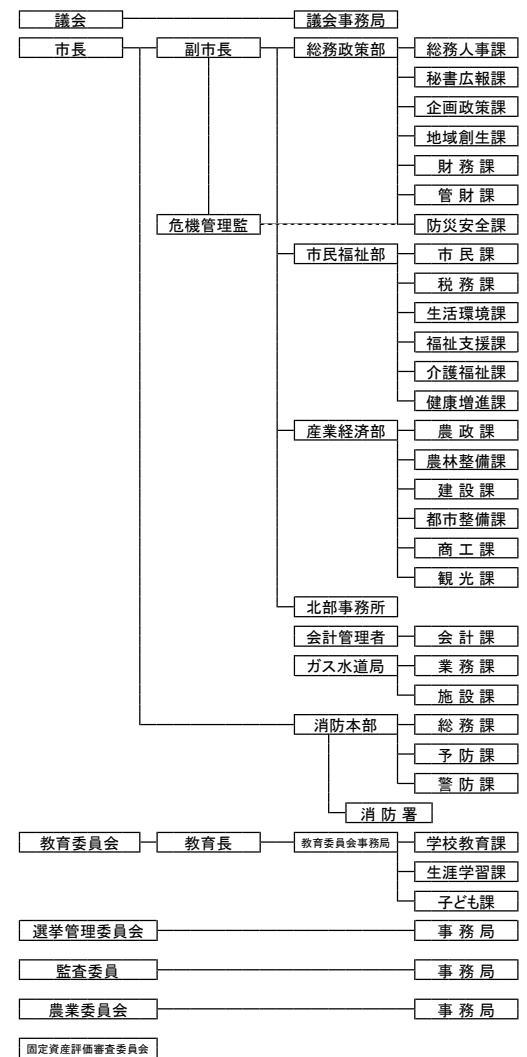 議会 議会事務局
市長 副市長 総務政策部 総務人事課
秘書広報課
企画政策課
地域創生課
財務課
管財課
危機管理監 防災安全課
市民福祉部 市民課
税務課
生活環境課
福祉支援課
介護福祉課
健康増進課
産業経済部 農政課
農林整備課
建設課
都市整備課
商工課
観光課
北部事務所
会計管理者 会計課
ガス水道局 業務課
施設課
消防本部 総務課
予防課
警防課
消防署
教育委員会 教育長 教育委員会事務局 学校教育課
生涯学習課
子ども課
選挙管理委員会 事務局
監査委員 事務局
農業委員会 事務局
固定資産評価審査委員会